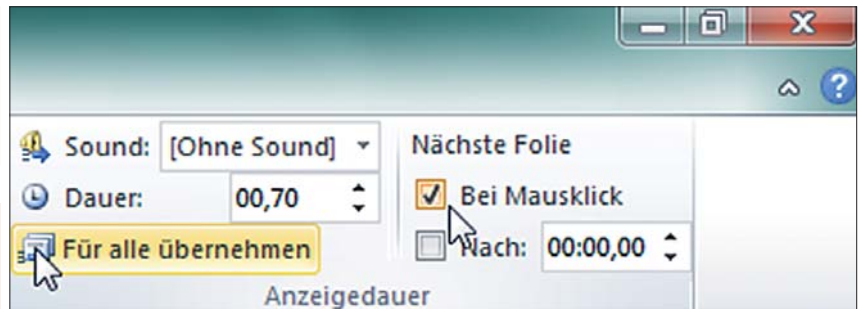 Sound: [Ohne Sound]
Dauer: 00,70
Für alle übernehmen
Nächste Folie
Bei Mausklick
Nach: 00:00,00
Anzeigedauer